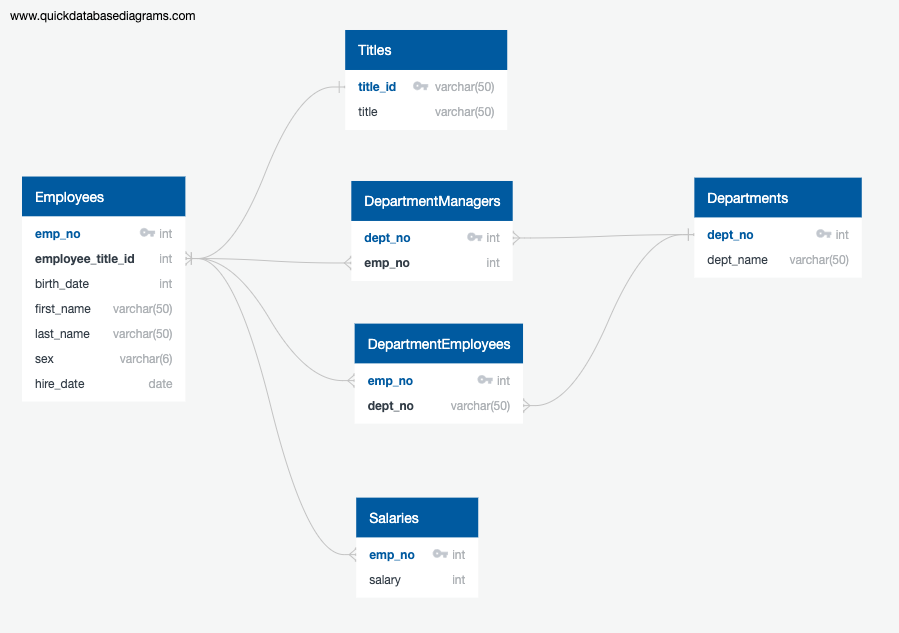 www.quickdatabasediagrams.com
Titles
title_id varchar(50)
title varchar(50)
Employees
emp_no int
employee_title_id int
birth_date int
first_name varchar(50)
last_name varchar(50)
sex varchar(6)
hire_date date
DepartmentManagers
dept_no int
emp_no int
Departments
dept_no int
dept_name varchar(50)
DepartmentEmployees
emp_no int
dept_no varchar(50)
Salaries
emp_no int
salary int